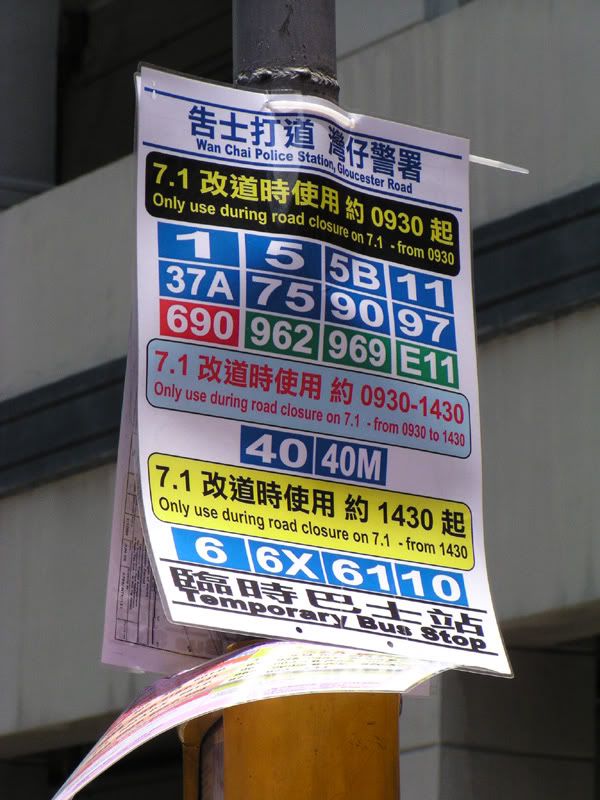 告士打道 灣仔警署
Wan Chai Police Station, Gloucester Road
7.1 改道時使用 約 0930 起
Only use during road closure on 7.1 - from 0930
1 5 5B 11
37A 75 90 97
690 962 969 E11
7.1 改道時使用 約 0930-1430
Only use during road closure on 7.1 - from 0930 to 1430
40 40M
7.1 改道時使用 約 1430 起
Only use during road closure on 7.1 - from 1430
6 6X 61 10
臨時巴士站
Temporary Bus Stop